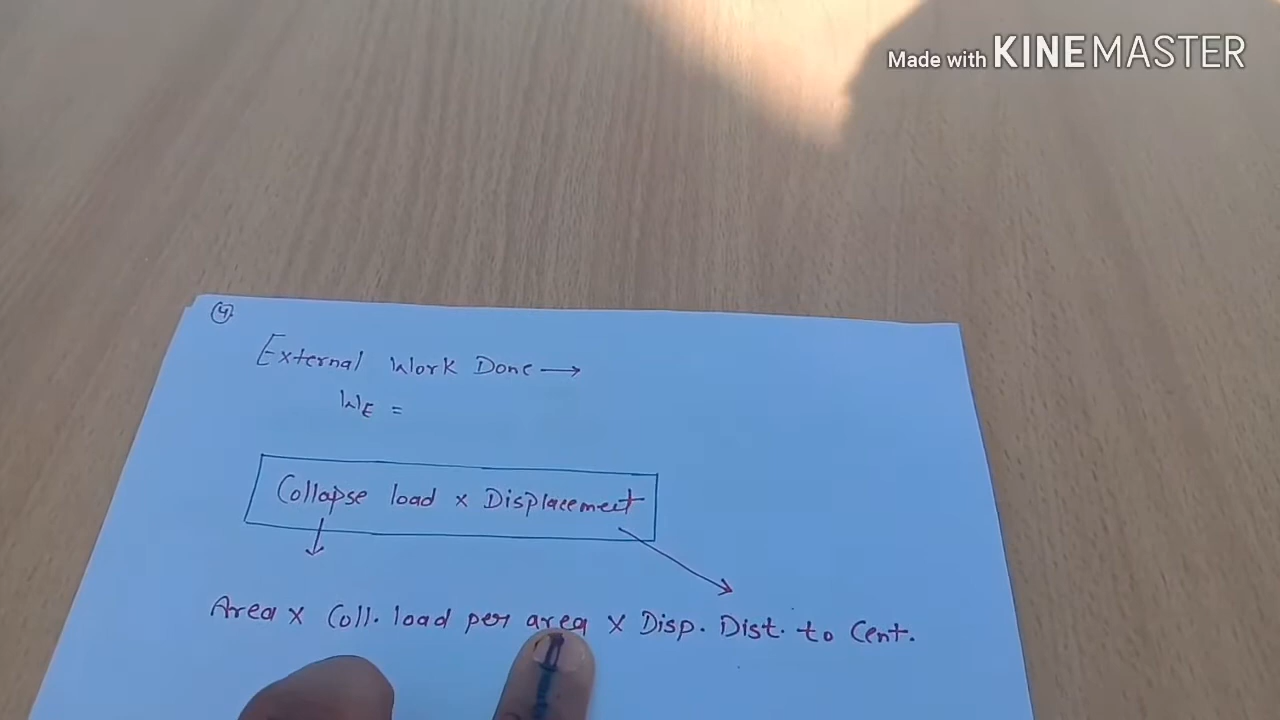 Made with KINEMASTER
4
External Work Done →
WE =
Collapse load x Displacement
Area x Coll. load per area x Disp. Dist. to Cent.